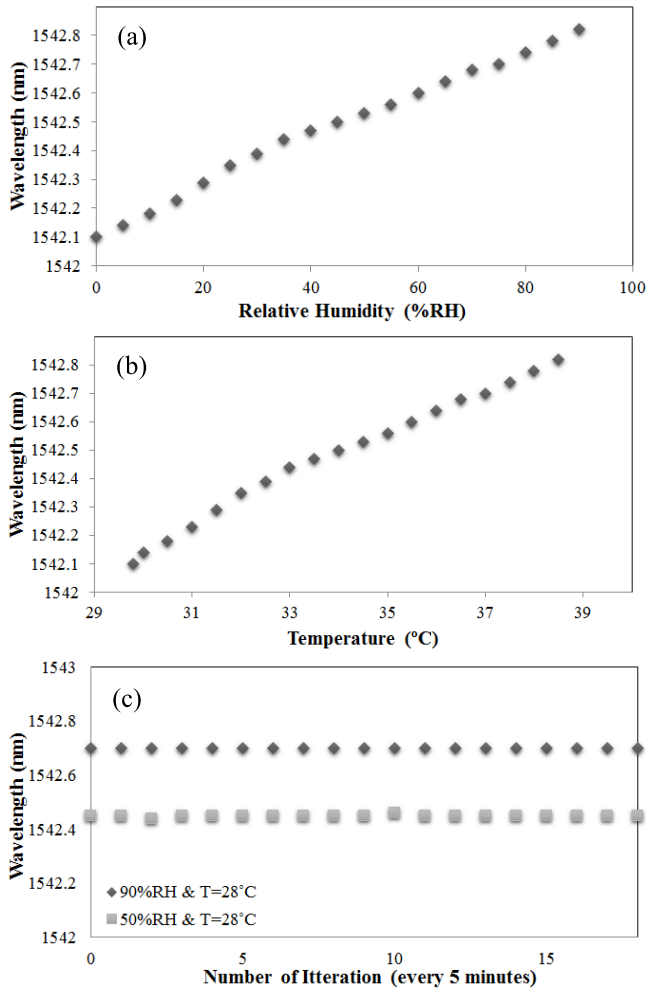 (a)
Wavelength (nm)
1542.8
1542.7
1542.6
1542.5
1542.4
1542.3
1542.2
1542.1
1542
0 20 40 60 80 100
Relative Humidity (%RH)
(b)
Wavelength (nm)
1542.8
1542.7
1542.6
1542.5
1542.4
1542.3
1542.2
1542.1
1542
29 31 33 35 37 39
Temperature (ºC)
(c)
Wavelength (nm)
1543
1542.8
1542.6
1542.4
1542.2
1542
90%RH & T=28˚C
50%RH & T=28˚C
0 5 10 15
Number of Itteration (every 5 minutes)